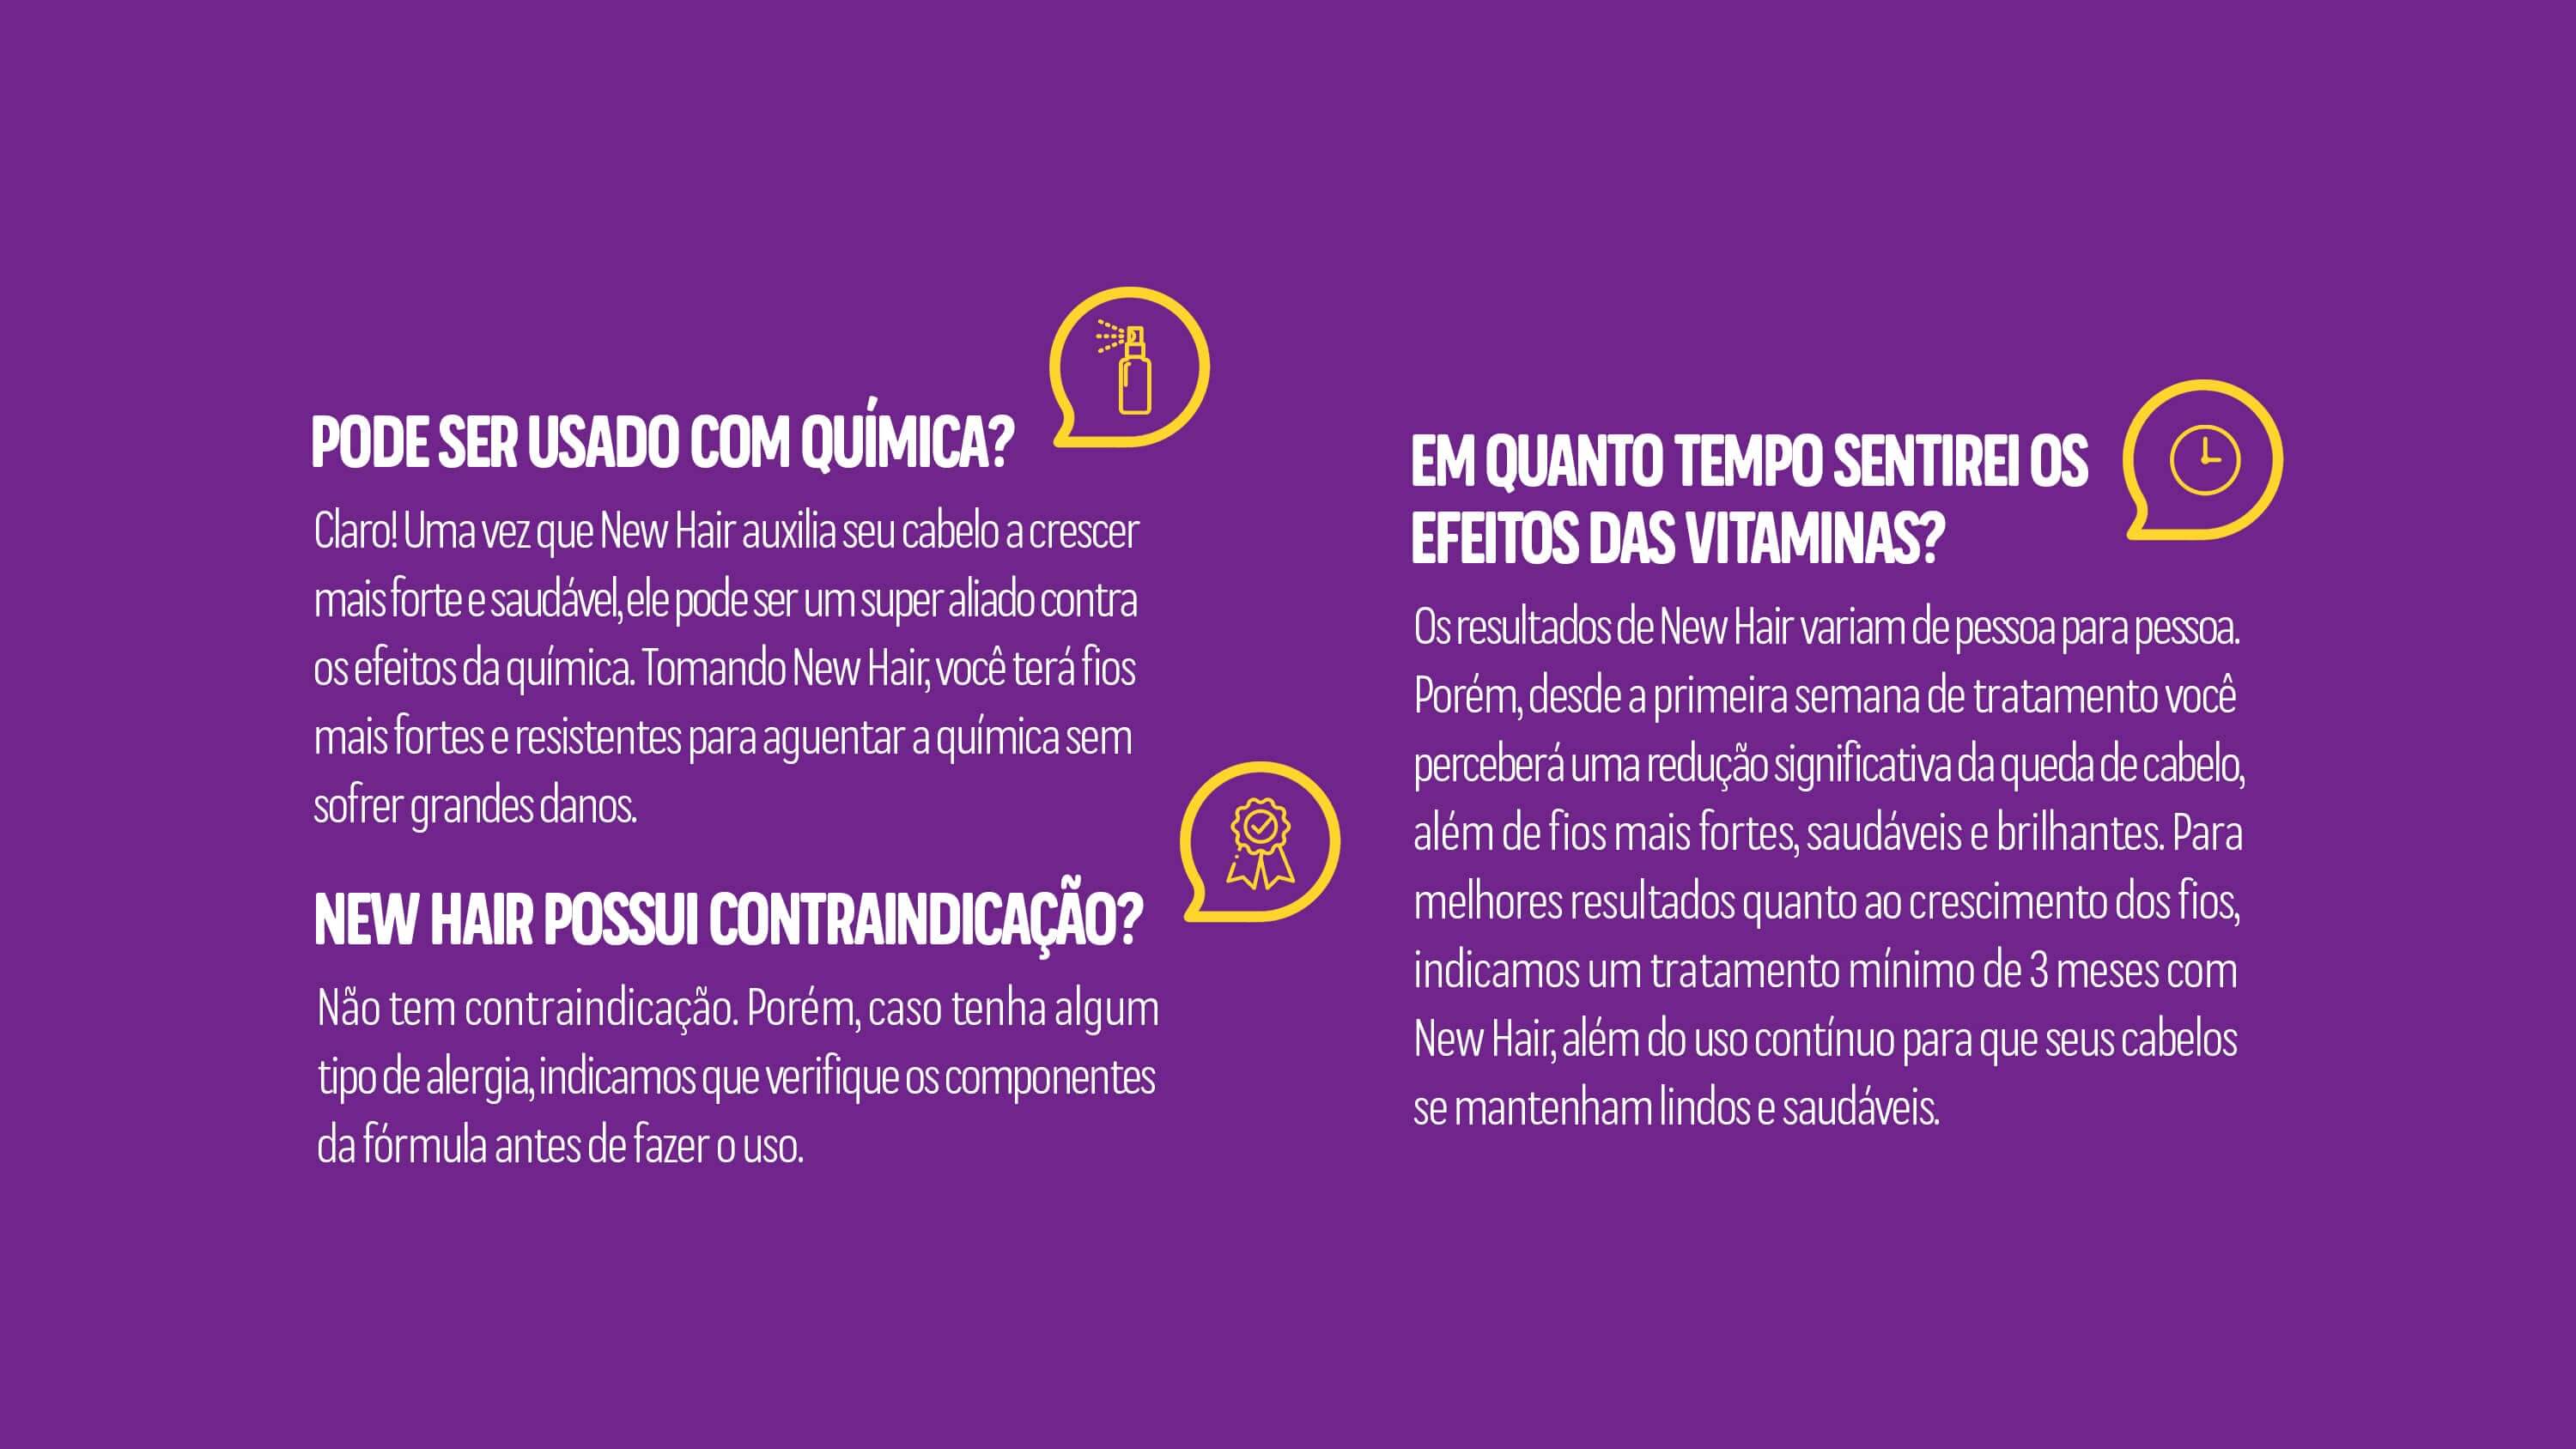 PODE SER USADO COM QUÍMICA?
Claro! Uma vez que New Hair auxilia seu cabelo a crescer
mais forte e saudável, ele pode ser um super aliado contra
os efeitos da química. Tomando New Hair, você terá fios
mais fortes e resistentes para aguentar a química sem
sofrer grandes danos.
NEW HAIR POSSUI CONTRAINDICAÇÃO?
Não tem contraindicação. Porém, caso tenha algum
tipo de alergia, indicamos que verifique os componentes
da fórmula antes de fazer o uso.
EM QUANTO TEMPO SENTIREI OS
EFEITOS DAS VITAMINAS?
Os resultados de New Hair variam de pessoa para pessoa.
Porém, desde a primeira semana de tratamento você
perceberá uma redução significativa da queda de cabelo,
além de fios mais fortes, saudáveis e brilhantes. Para
melhores resultados quanto ao crescimento dos fios,
indicamos um tratamento mínimo de 3 meses com
New Hair, além do uso contínuo para que seus cabelos
se mantenham lindos e saudáveis.